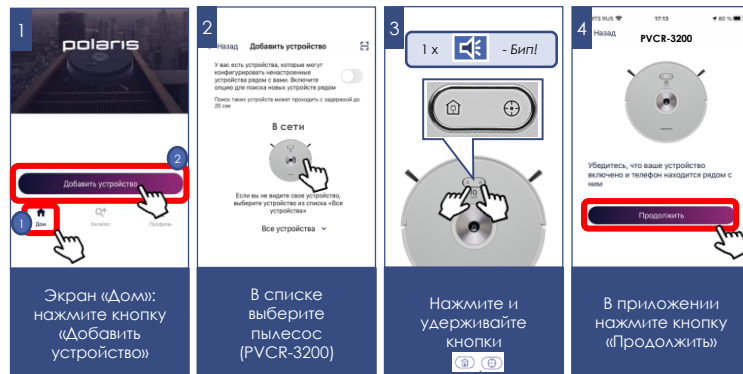 1
polaris
2
Добавить устройство
1
Дом
Каталог
Профиль
Экран «Дом»:
нажмите кнопку
«Добавить
устройство»
2
Назад Добавить устройство
У вас есть устройства, которые могут
конфигурировать ненастроенные
устройства рядом с вами. Включите
опцию для поиска новых устройств рядом
Поиск таких устройств может проходить с задержкой до
20 сек
В сети
Если вы не видите свое устройство,
выберите устройство из списка «Все
устройства»
Все устройства
В списке
выберите
пылесос
(PVCR-3200)
3
1 x - Бип!
Нажмите и
удерживайте
кнопки
4
MTS RUS 17:13 80 %
Назад
PVCR-3200
Убедитесь, что ваше устройство
включено и телефон находится рядом с
ним
Продолжить
В приложении
нажмите кнопку
«Продолжить»